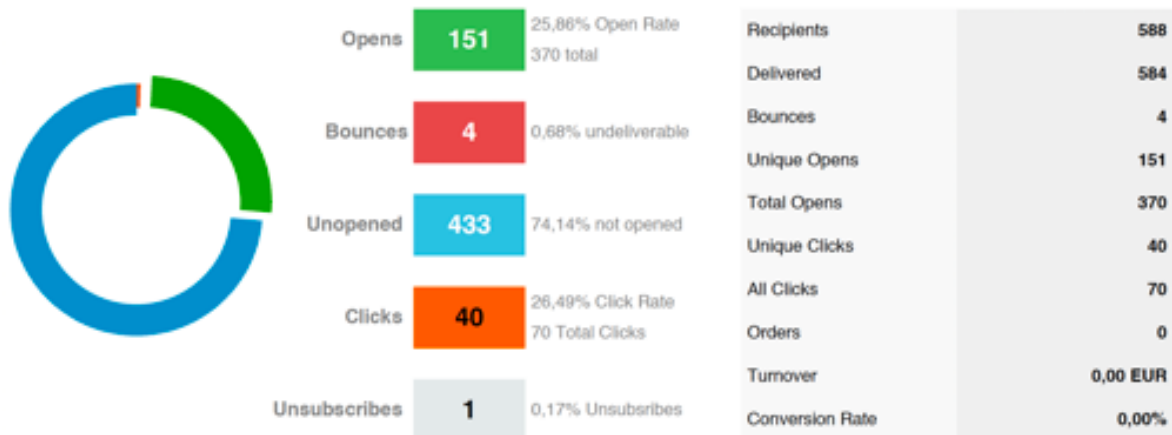 Opens
151
25,86% Open Rate
370 total
Bounces
4
0,68% undeliverable
Unopened
433
74,14% not opened
Clicks
40
26,49% Click Rate
70 Total Clicks
Unsubscribes
1
0,17% Unsubsribes
Recipients 588
Delivered 584
Bounces 4
Unique Opens 151
Total Opens 370
Unique Clicks 40
All Clicks 70
Orders 0
Turnover 0,00 EUR
Conversion Rate 0,00%